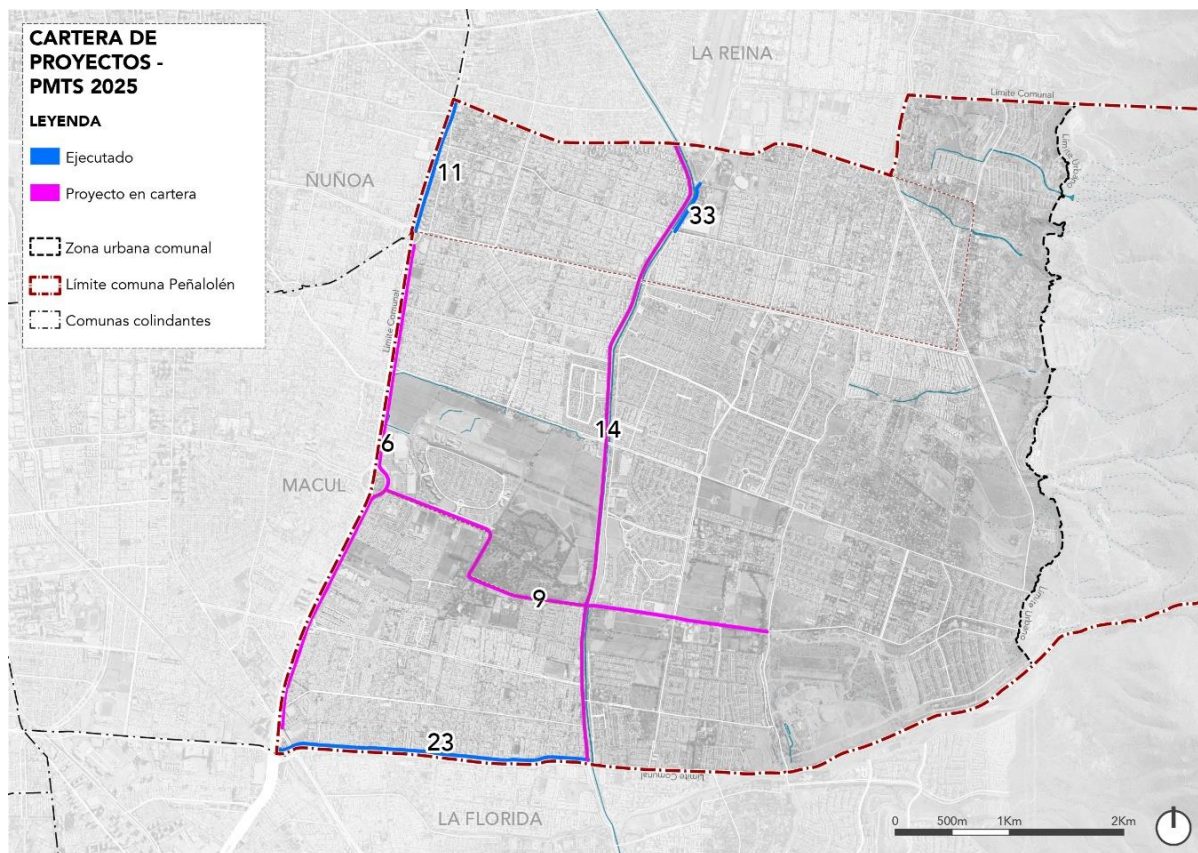 CARTERA DE
PROYECTOS -
PMTS 2025
LEYENDA
Ejecutado
Proyecto en cartera
Zona urbana comunal
Límite comuna Peñalolén
Comunas colindantes
LA REINA
Límite Comunal
Límite Urbano
ÑUÑOA
11
33
Límite Comunal
14
6
MACUL
9
Límite Urbano
23
Límite Comunal
LA FLORIDA
0 500m 1Km 2Km